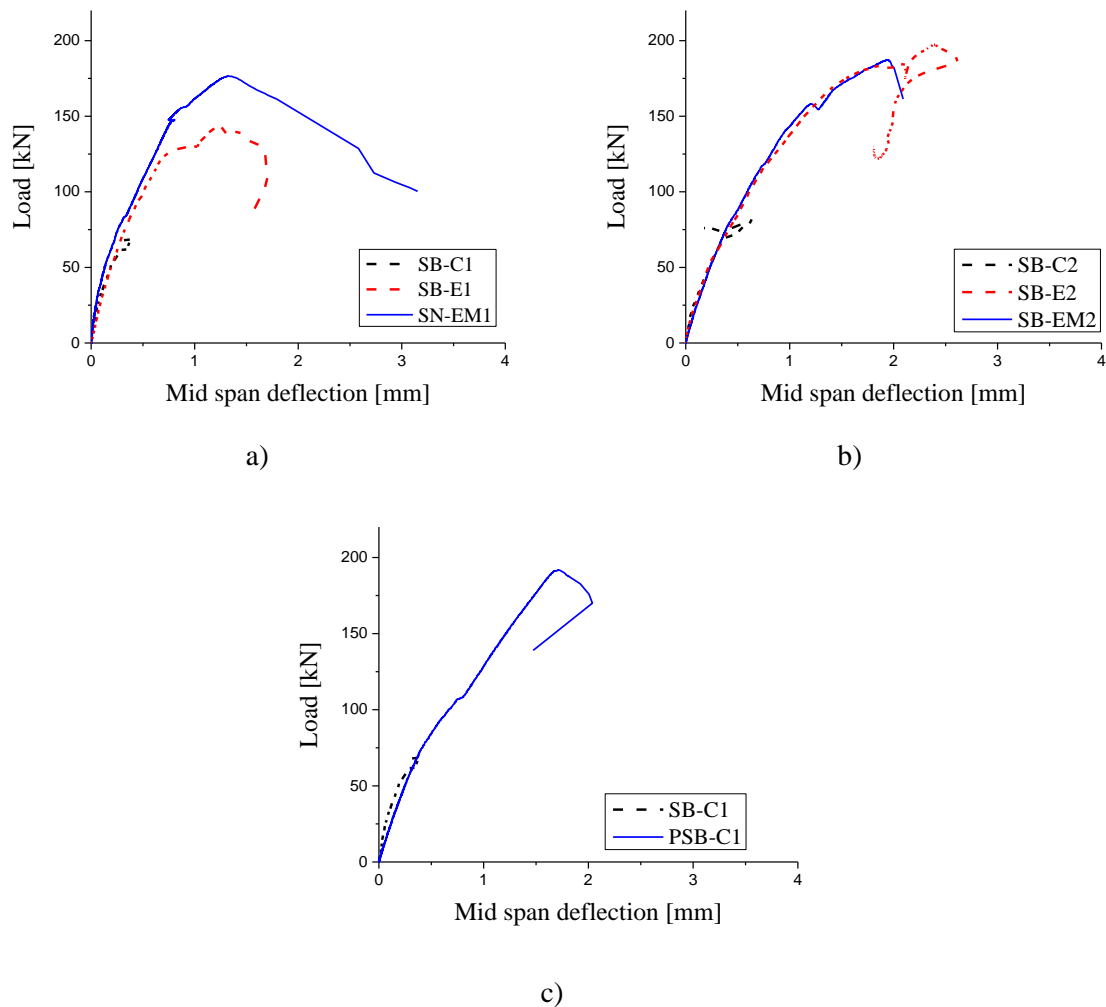 200
150
100
50
0
Load [kN]
SB-C1
SB-E1
SN-EM1
0 1 2 3 4
Mid span deflection [mm]
a)
200
150
100
50
0
Load [kN]
SB-C2
SB-E2
SB-EM2
0 1 2 3 4
Mid span deflection [mm]
b)
200
150
100
50
0
Load [kN]
SB-C1
PSB-C1
0 1 2 3 4
Mid span deflection [mm]
c)